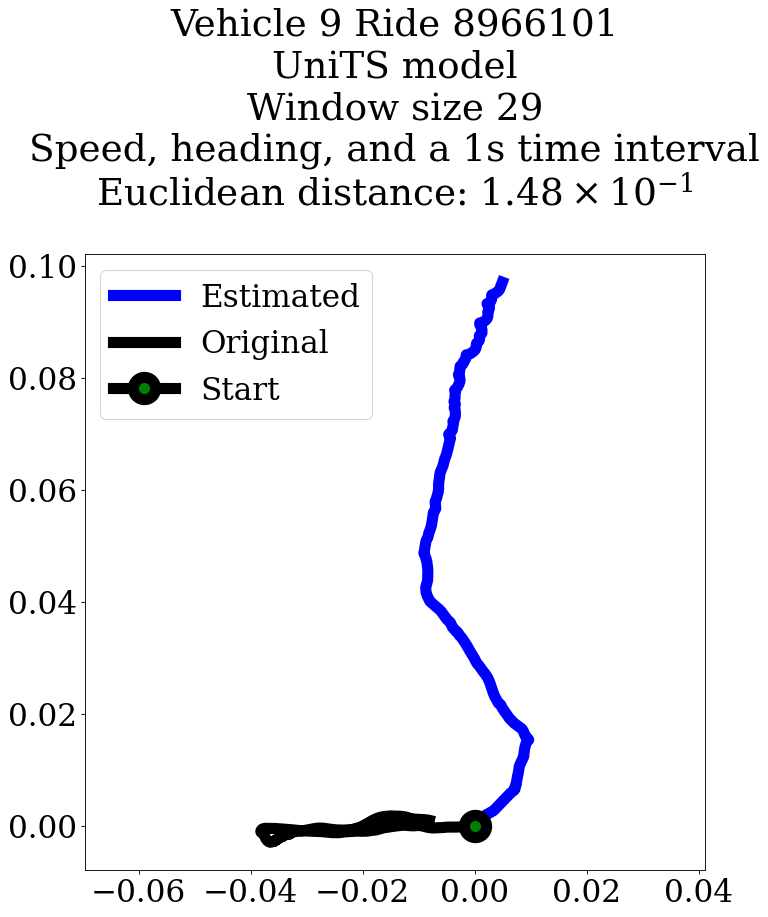 Vehicle 9 Ride 8966101
UniTS model
Window size 29
Speed, heading, and a 1s time interval
Euclidean distance: 1.48 × 10⁻¹
Estimated
Original
Start
0.10
0.08
0.06
0.04
0.02
0.00
−0.06 −0.04 −0.02 0.00 0.02 0.04